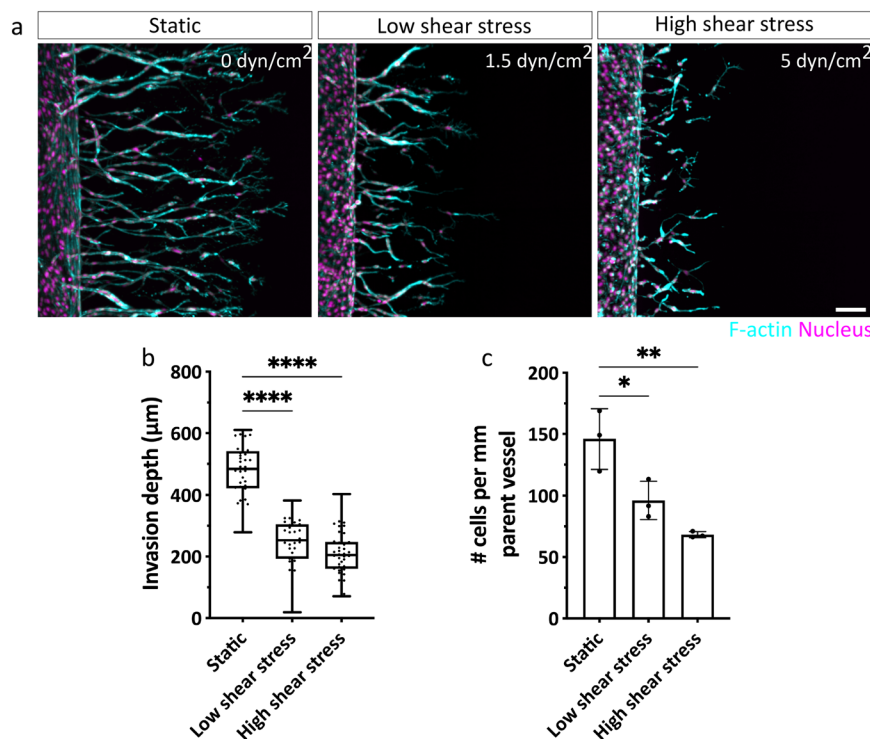 a
Static
Low shear stress
High shear stress
0 dyn/cm²
1.5 dyn/cm²
5 dyn/cm²
F-actin Nucleus
b
****
****
Invasion depth (μm)
800
600
400
200
0
Static
Low shear stress
High shear stress
c
**
*
# cells per mm
parent vessel
200
150
100
50
0
Static
Low shear stress
High shear stress